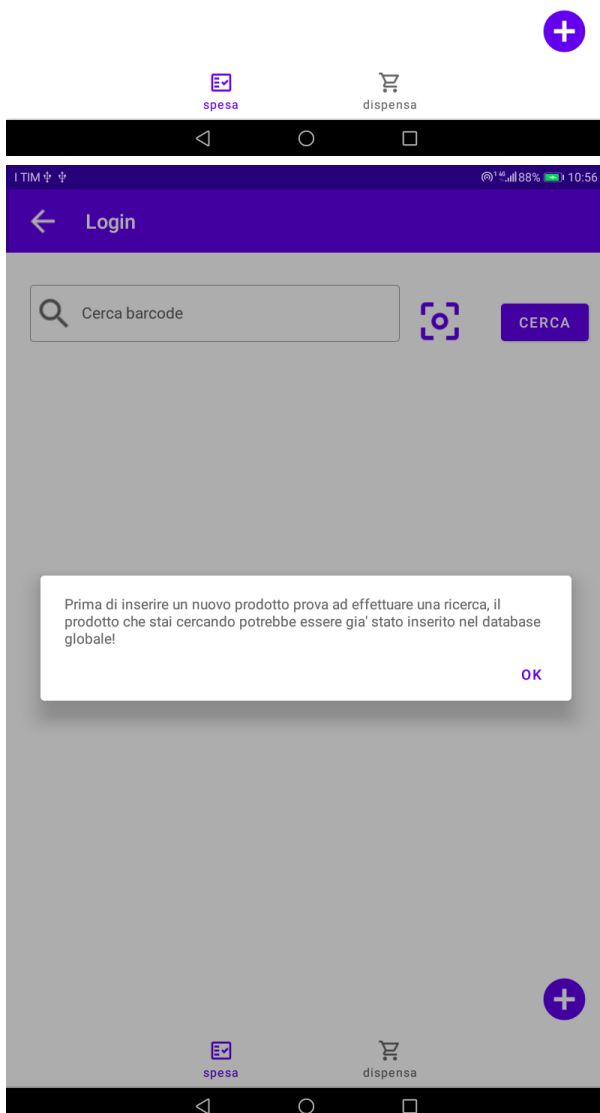 spesa
dispensa
I TIM
88%
10:56
Login
Cerca barcode
CERCA
Prima di inserire un nuovo prodotto prova ad effettuare una ricerca, il
prodotto che stai cercando potrebbe essere gia' stato inserito nel database
globale!
OK
spesa
dispensa